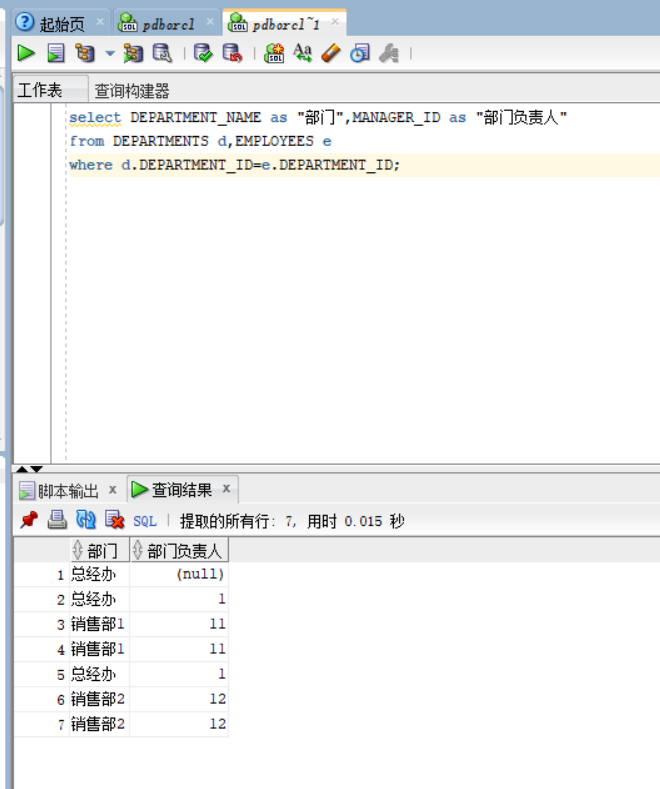 起始页 × pdborcl × pdborcl~1 ×
工作表 查询构建器
select DEPARTMENT_NAME as "部门",MANAGER_ID as "部门负责人"
from DEPARTMENTS d,EMPLOYEES e
where d.DEPARTMENT_ID=e.DEPARTMENT_ID;
脚本输出 × 查询结果 ×
SQL | 提取的所有行: 7, 用时 0.015 秒
部门 部门负责人
1 总经办 (null)
2 总经办 1
3 销售部1 11
4 销售部1 11
5 总经办 1
6 销售部2 12
7 销售部2 12